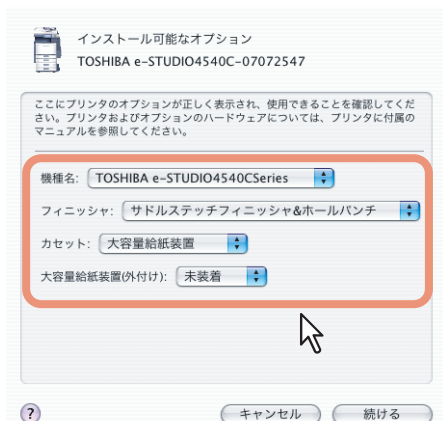 インストール可能なオプション
TOSHIBA e-STUDIO4540C-07072547
ここにプリンタのオプションが正しく表示され、使用できることを確認してくだ
さい。プリンタおよびオプションのハードウェアについては、プリンタに付属の
マニュアルを参照してください。
機種名: TOSHIBA e-STUDIO4540CSeries
フィニッシャ: サドルステッチフィニッシャ&ホールパンチ
カセット: 大容量給紙装置
大容量給紙装置(外付け): 未装着
? キャンセル 続ける